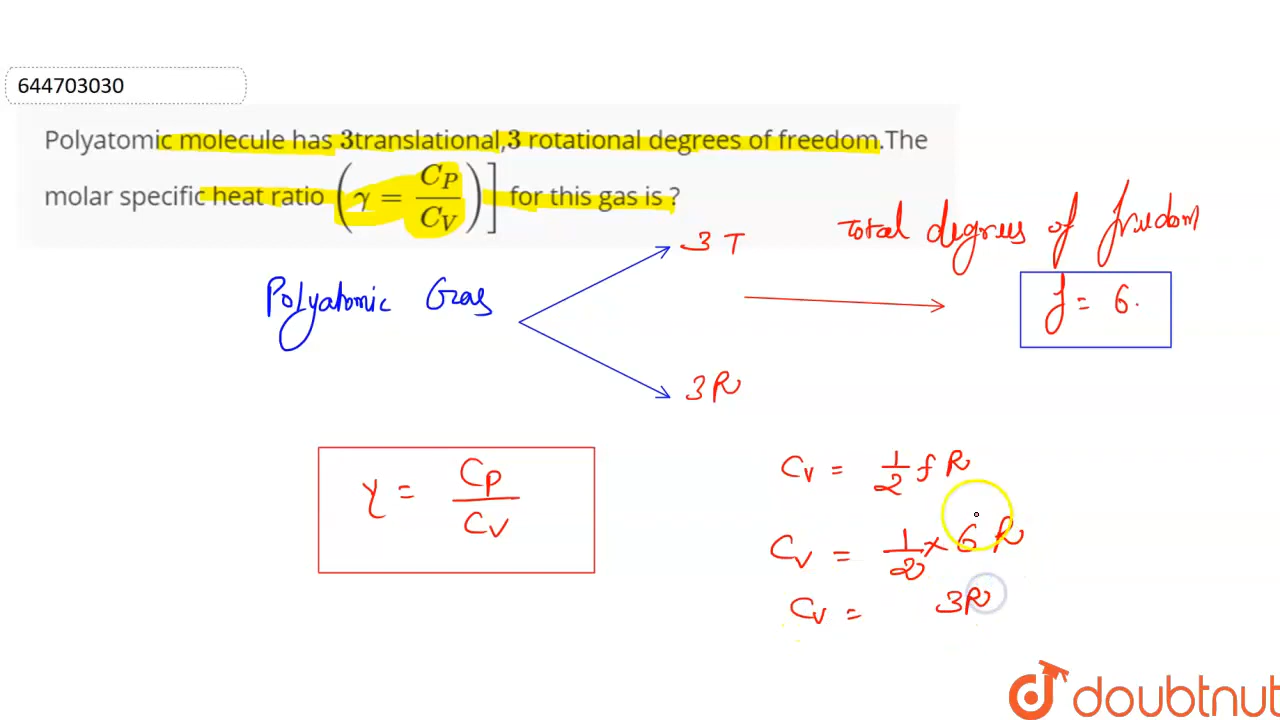 644703030
Polyatomic molecule has 3translational,3 rotational degrees of freedom.The
molar specific heat ratio (γ = C_P/C_V)] for this gas is ?
3 T
Total degrees of freedom
Polyatomic Gas
f = 6.
3R
γ = Cp/Cv
Cv = 1/2 f R
Cv = 1/2 × 6 R
Cv = 3R
doubtnut